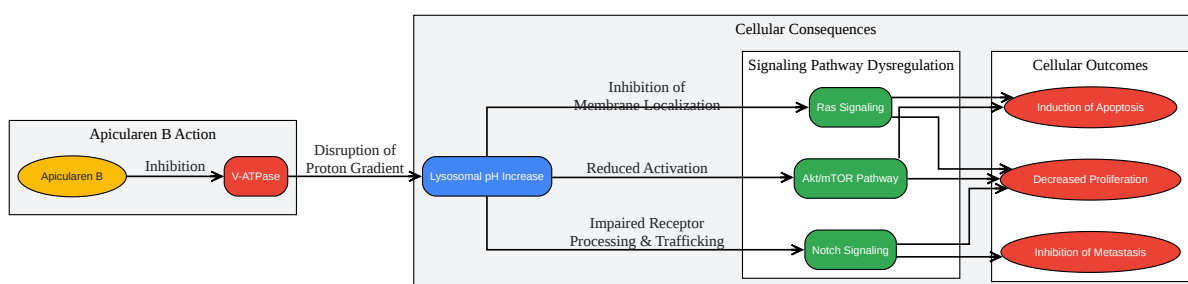 Cellular Consequences
Signaling Pathway Dysregulation
Cellular Outcomes
Inhibition of
Membrane Localization
Ras Signaling
Induction of Apoptosis
Apicularen B Action
Disruption of
Proton Gradient
Inhibition
Reduced Activation
Apicularen B
V-ATPase
Lysosomal pH Increase
Akt/mTOR Pathway
Decreased Proliferation
Impaired Receptor
Processing & Trafficking
Notch Signaling
Inhibition of Metastasis